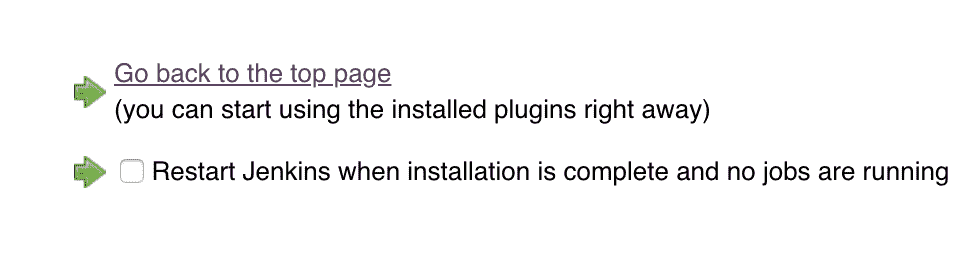 Go back to the top page
(you can start using the installed plugins right away)
Restart Jenkins when installation is complete and no jobs are running